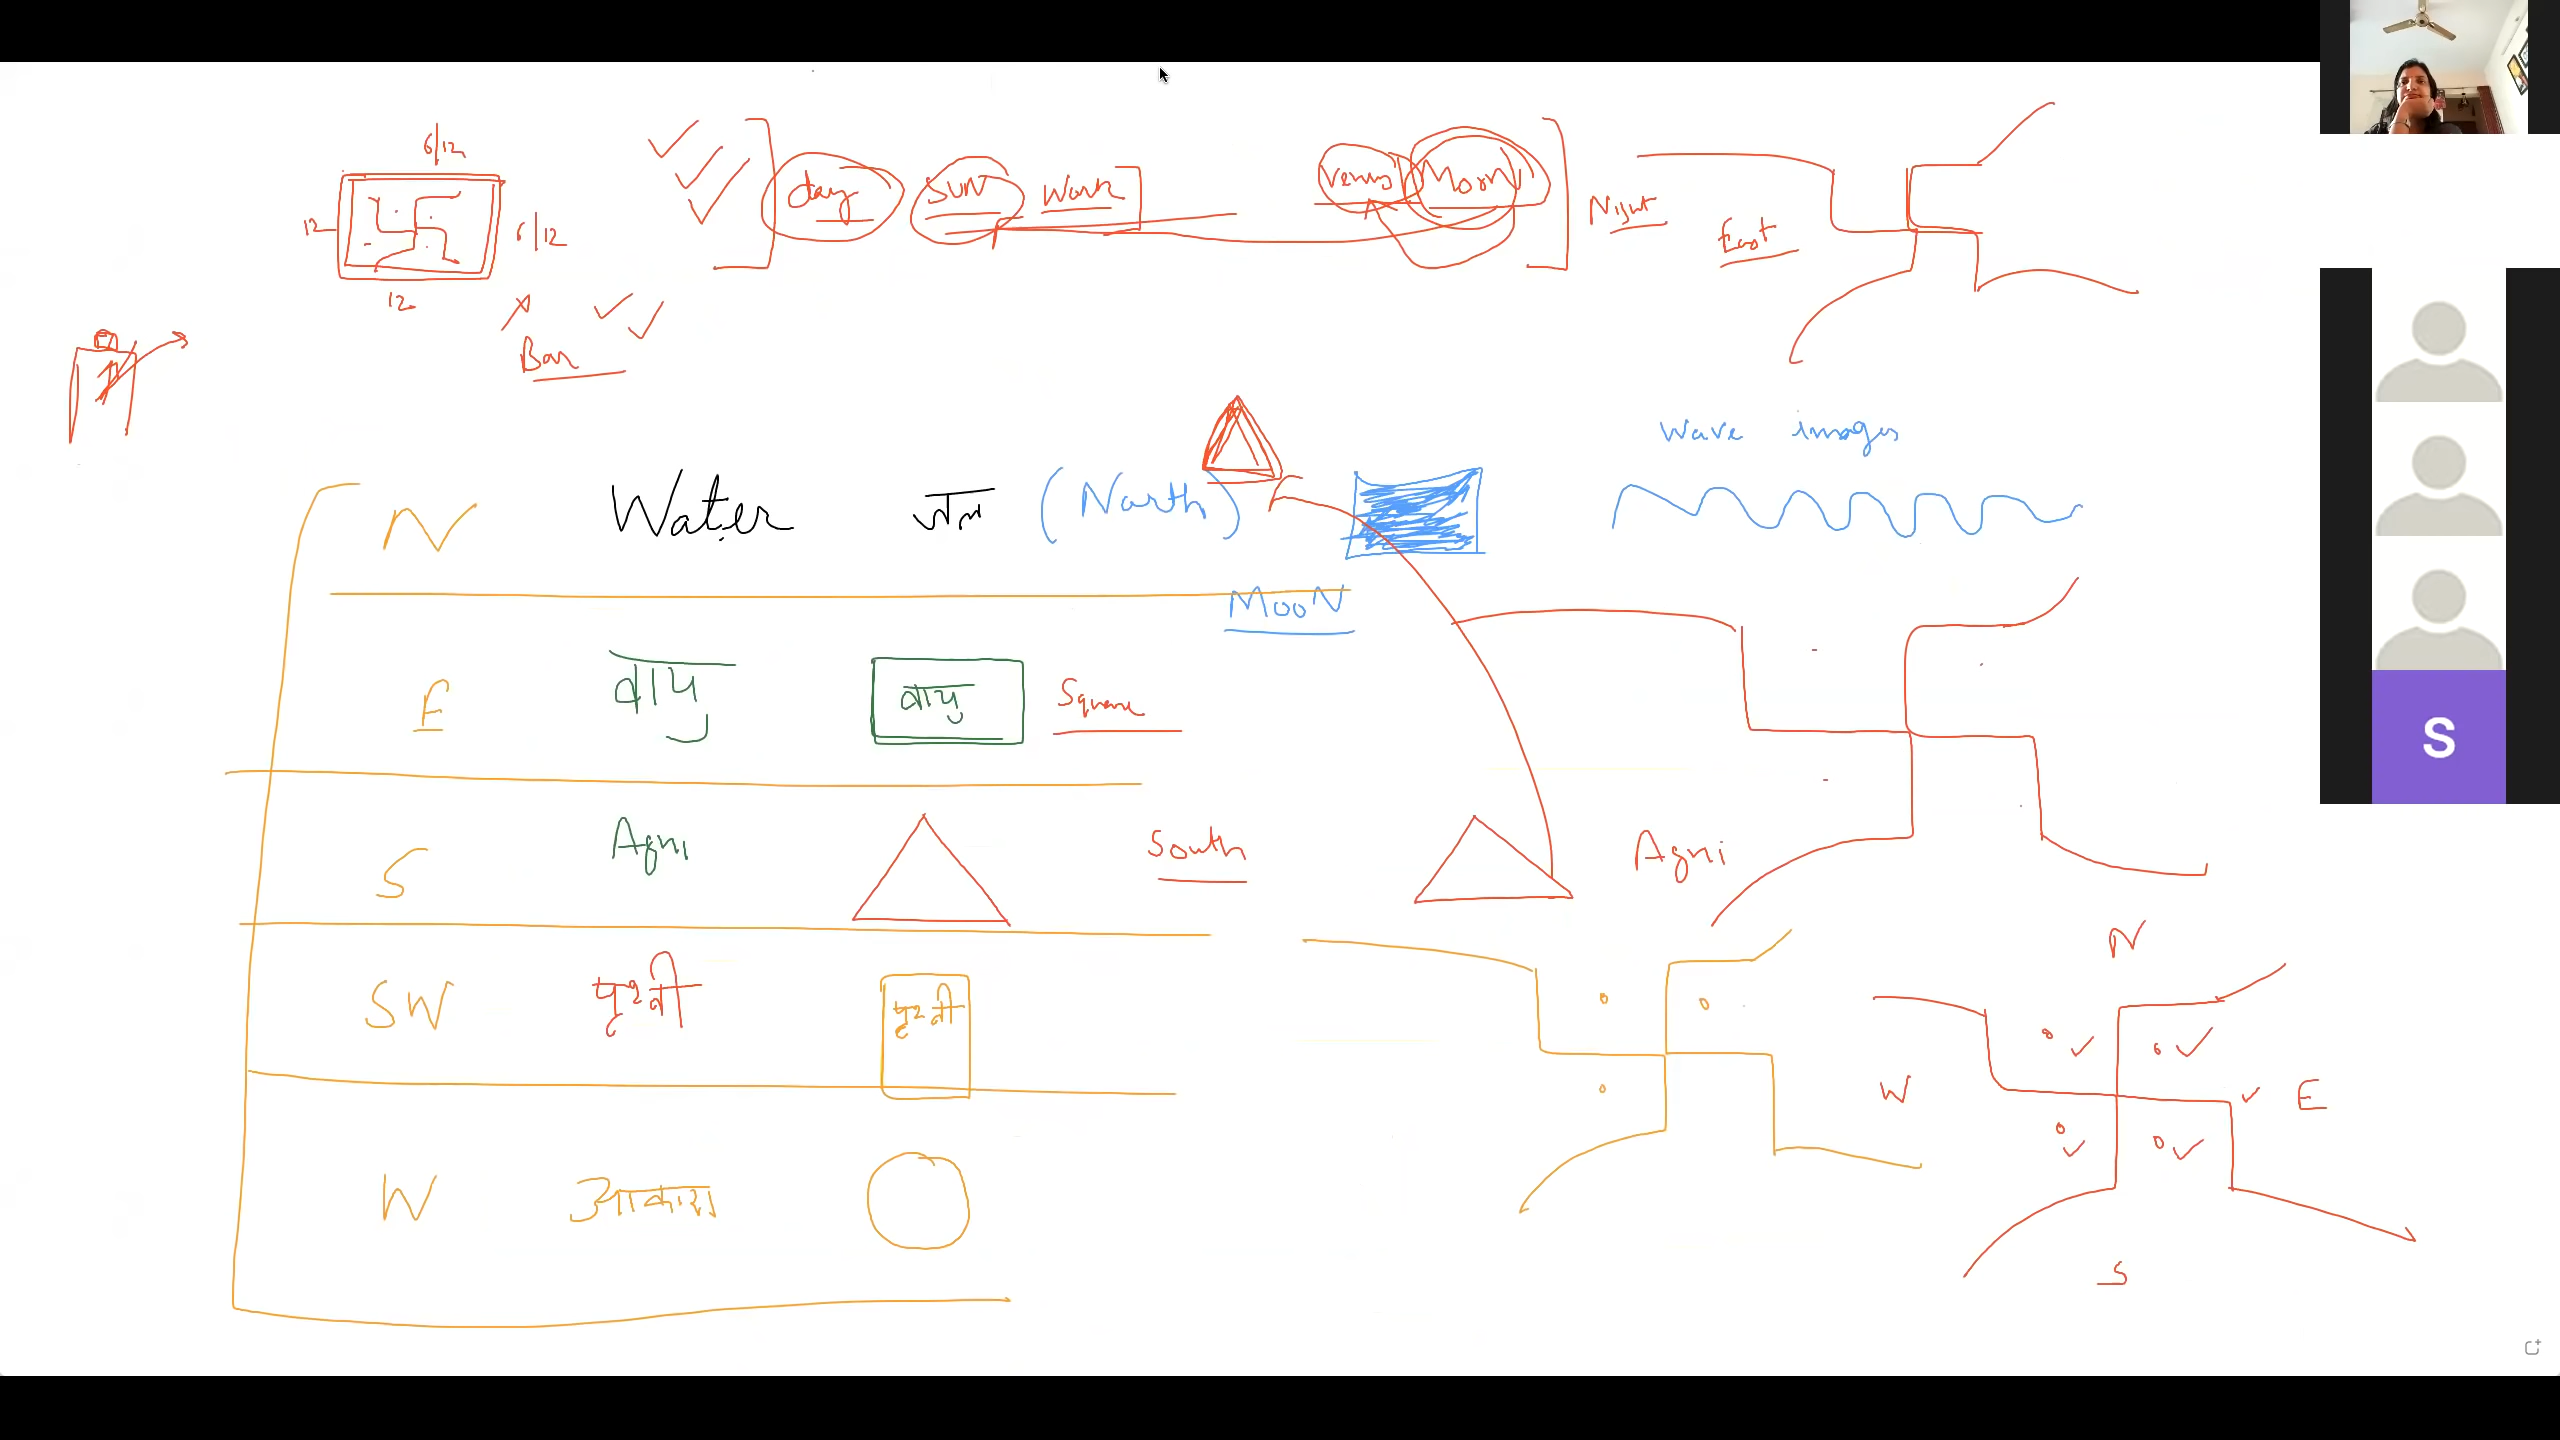 6/12
12
6/12
12
Bar
day SUN Work
Venus Moon
Night
East
Wave images
N Water जल (North)
MOON
E वायु वायु Square
S Agni South Agni
SW पृथ्वी पृथ्वी
W आकाश
N
W E
S
S